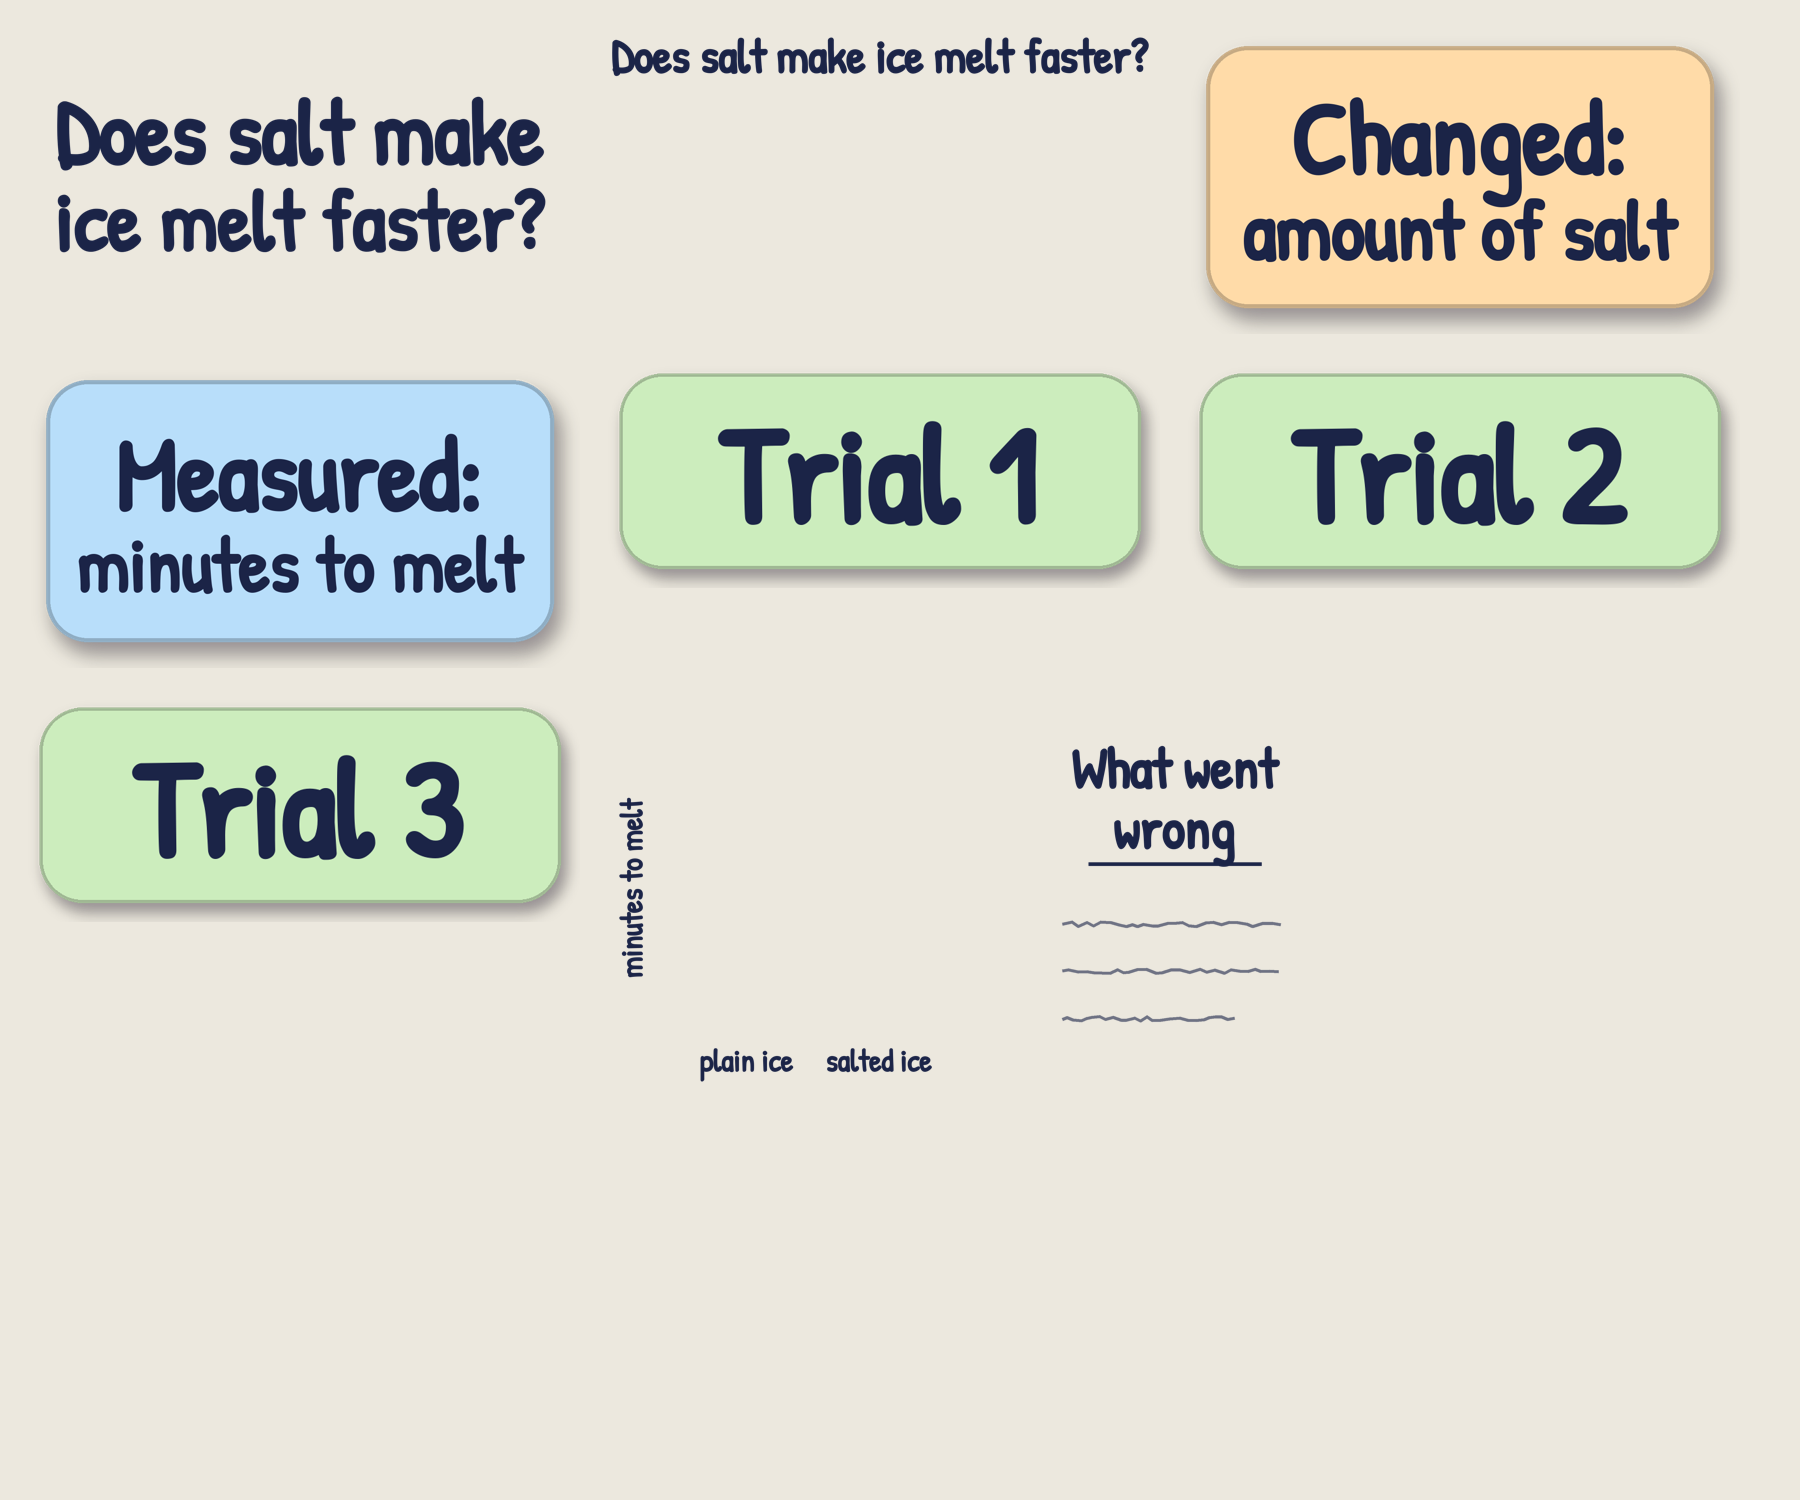 Does salt make ice melt faster?
Does salt make
ice melt faster?
Changed:
amount of salt
Measured:
minutes to melt
Trial 1
Trial 2
Trial 3
minutes to melt
plain ice
salted ice
What went
wrong